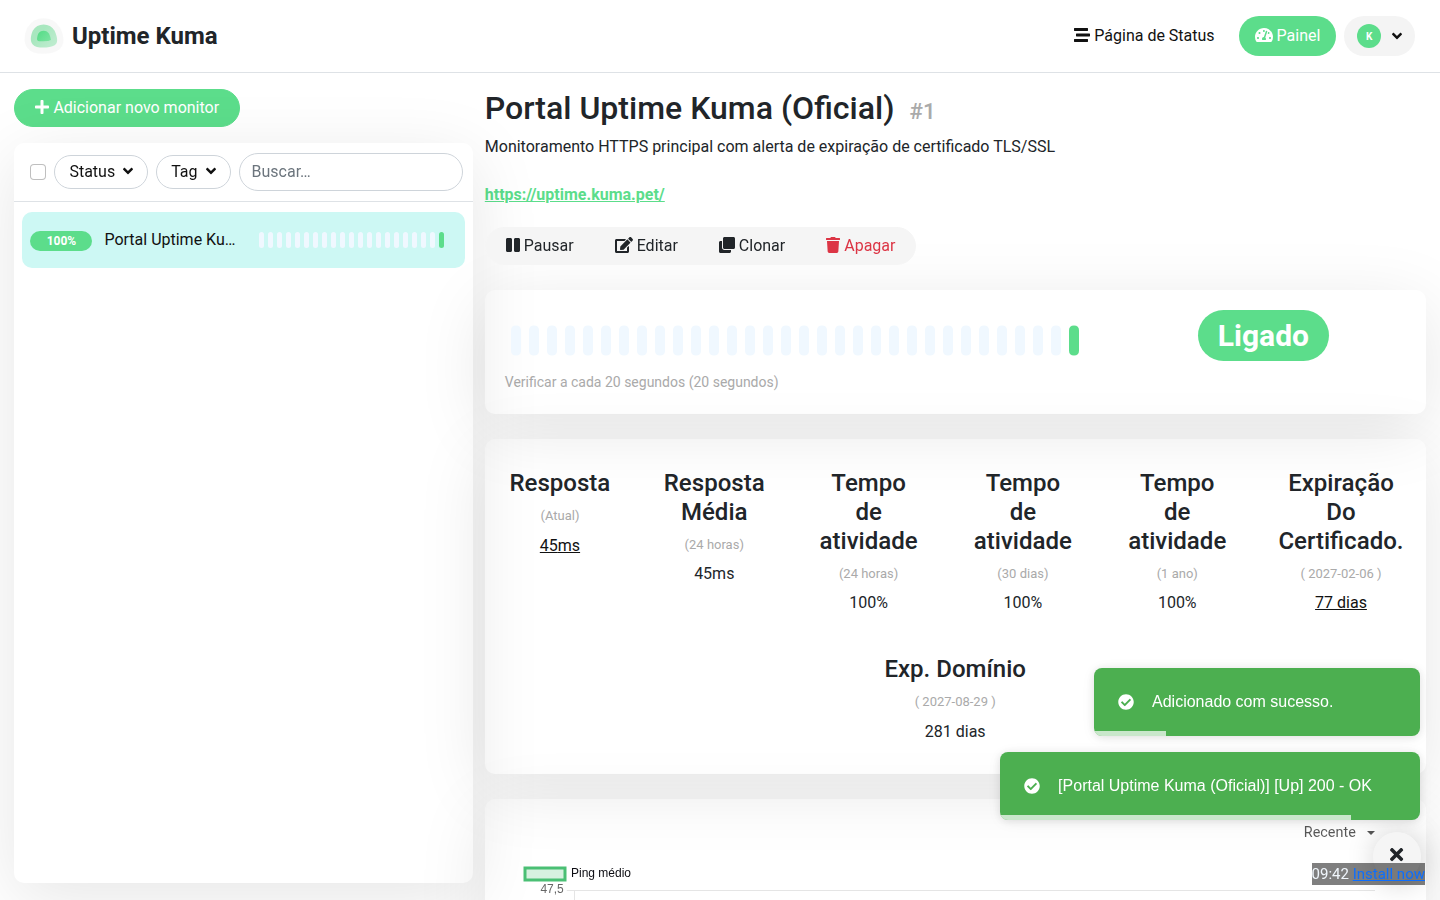 Uptime Kuma
Página de Status
Painel
K
Adicionar novo monitor
Status
Tag
Buscar...
100%
Portal Uptime Ku...
Portal Uptime Kuma (Oficial) #1
Monitoramento HTTPS principal com alerta de expiração de certificado TLS/SSL
https://uptime.kuma.pet/
Pausar
Editar
Clonar
Apagar
Ligado
Verificar a cada 20 segundos (20 segundos)
Resposta
(Atual)
45ms
Resposta
Média
(24 horas)
45ms
Tempo
de
atividade
(24 horas)
100%
Tempo
de
atividade
(30 dias)
100%
Tempo
de
atividade
(1 ano)
100%
Expiração
Do
Certificado.
( 2027-02-06 )
77 dias
Exp. Domínio
( 2027-08-29 )
281 dias
Adicionado com sucesso.
[Portal Uptime Kuma (Oficial)] [Up] 200 - OK
Recente
Ping médio
47,5
09:42 Install now